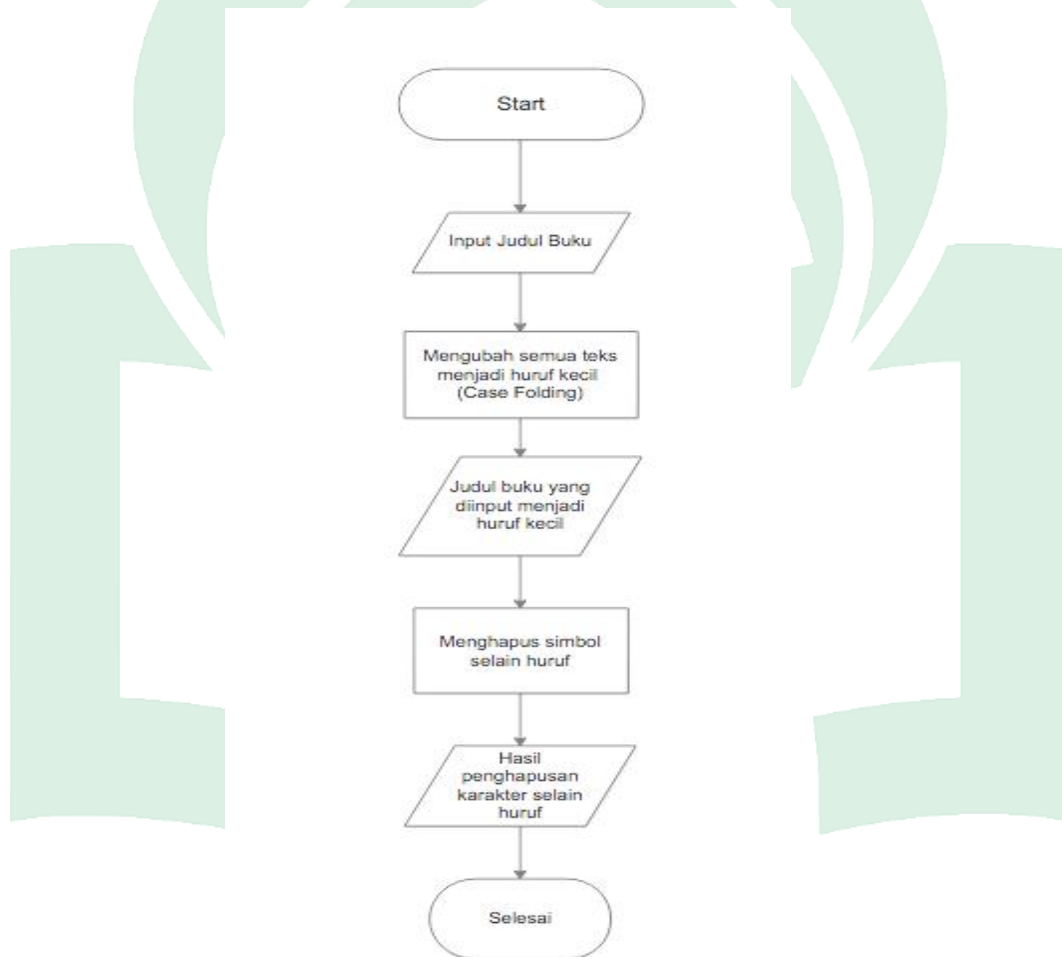 Start
Input Judul Buku
Mengubah semua teks
menjadi huruf kecil
(Case Folding)
Judul buku yang
diinput menjadi
huruf kecil
Menghapus simbol
selain huruf
Hasil
penghapusan
karakter selain
huruf
Selesai